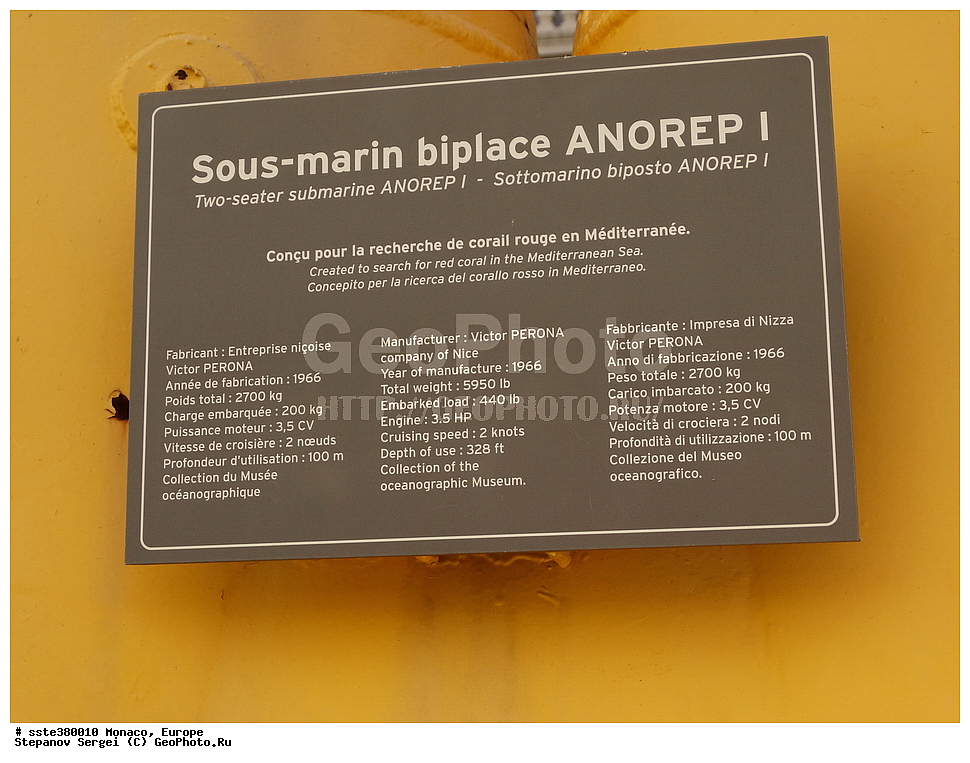 Sous-marin biplace ANOREP I
Two-seater submarine ANOREP I - Sottomarino biposto ANOREP I
Conçu pour la recherche de corail rouge en Méditerranée.
Created to search for red coral in the Mediterranean Sea.
Concepito per la ricerca del corallo rosso in Mediterraneo.
Fabricant : Entreprise niçoise
Victor PERONA
Année de fabrication : 1966
Poids total : 2700 kg
Charge embarquée : 200 kg
Puissance moteur : 3,5 CV
Vitesse de croisière : 2 nœuds
Profondeur d'utilisation : 100 m
Collection du Musée
océanographique
Manufacturer : Victor PERONA
company of Nice
Year of manufacture : 1966
Total weight : 5950 lb
Embarked load : 440 lb
Engine : 3.5 HP
Cruising speed : 2 knots
Depth of use : 328 ft
Collection of the
oceanographic Museum.
Fabbricante : Impresa di Nizza
Victor PERONA
Anno di fabbricazione : 1966
Peso totale : 2700 kg
Carico imbarcato : 200 kg
Potenza motore : 3,5 CV
Velocità di crociera : 2 nodi
Profondità di utilizzazione : 100 m
Collezione del Museo
oceanografico.
GeoPhoto
HTTP://GEOPHOTO.RU/
# sste380010 Monaco, Europe
Stepanov Sergei (C) GeoPhoto.Ru